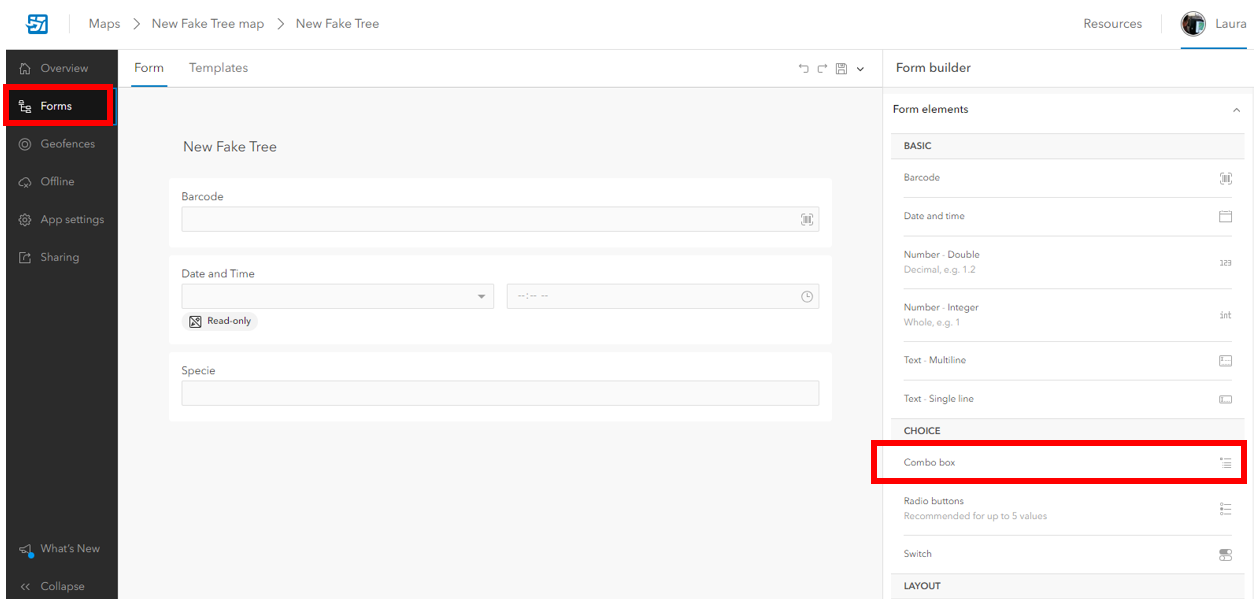 Maps > New Fake Tree map > New Fake Tree
Resources
Laura
Overview
Forms
Geofences
Offline
App settings
Sharing
What's New
Collapse
Form
Templates
New Fake Tree
Barcode
Date and Time
--:-- --
Read-only
Specie
Form builder
Form elements
BASIC
Barcode
Date and time
Number - Double
Decimal, e.g. 1.2
123
Number - Integer
Whole, e.g. 1
int
Text - Multiline
Text - Single line
CHOICE
Combo box
Radio buttons
Recommended for up to 5 values
Switch
LAYOUT